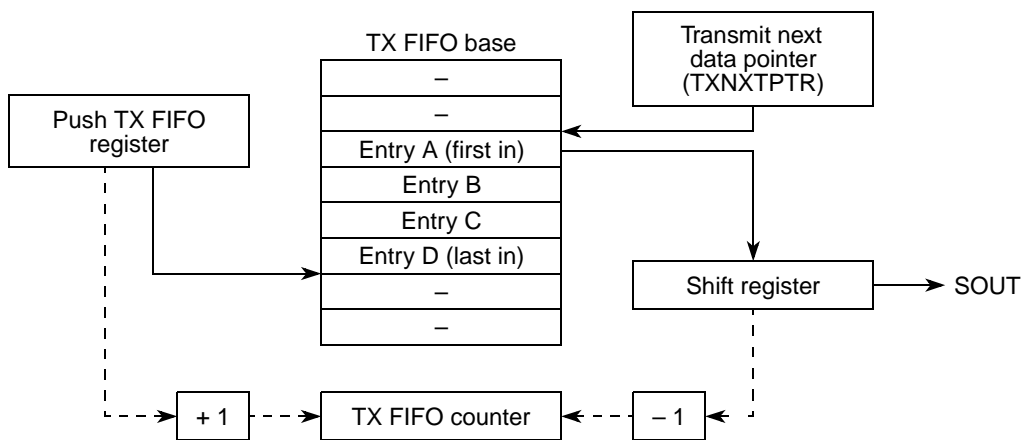 TX FIFO base
–
–
Entry A (first in)
Entry B
Entry C
Entry D (last in)
–
–
Push TX FIFO
register
Transmit next
data pointer
(TXNXTPTR)
Shift register
SOUT
+ 1
TX FIFO counter
– 1